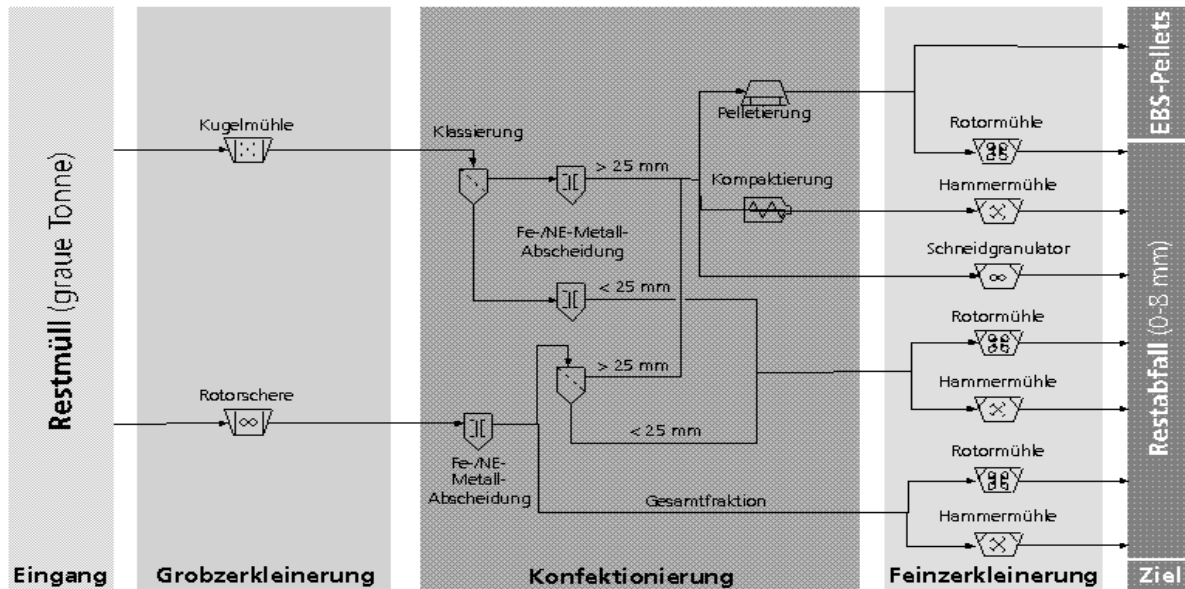 Restmüll (graue Tonne)
Kugelmühle
Rotorschere
Klassierung
> 25 mm
Fe-/NE-Metall-
Abscheidung
< 25 mm
> 25 mm
< 25 mm
Fe-/NE-
Metall-
Abscheidung
Gesamtfraktion
Pelletierung
Kompaktierung
Rotormühle
Hammermühle
Schneidgranulator
Rotormühle
Hammermühle
Rotormühle
Hammermühle
EBS-Pellets
Restabfall (0-8 mm)
Eingang
Grobzerkleinerung
Konfektionierung
Feinzerkleinerung
Ziel